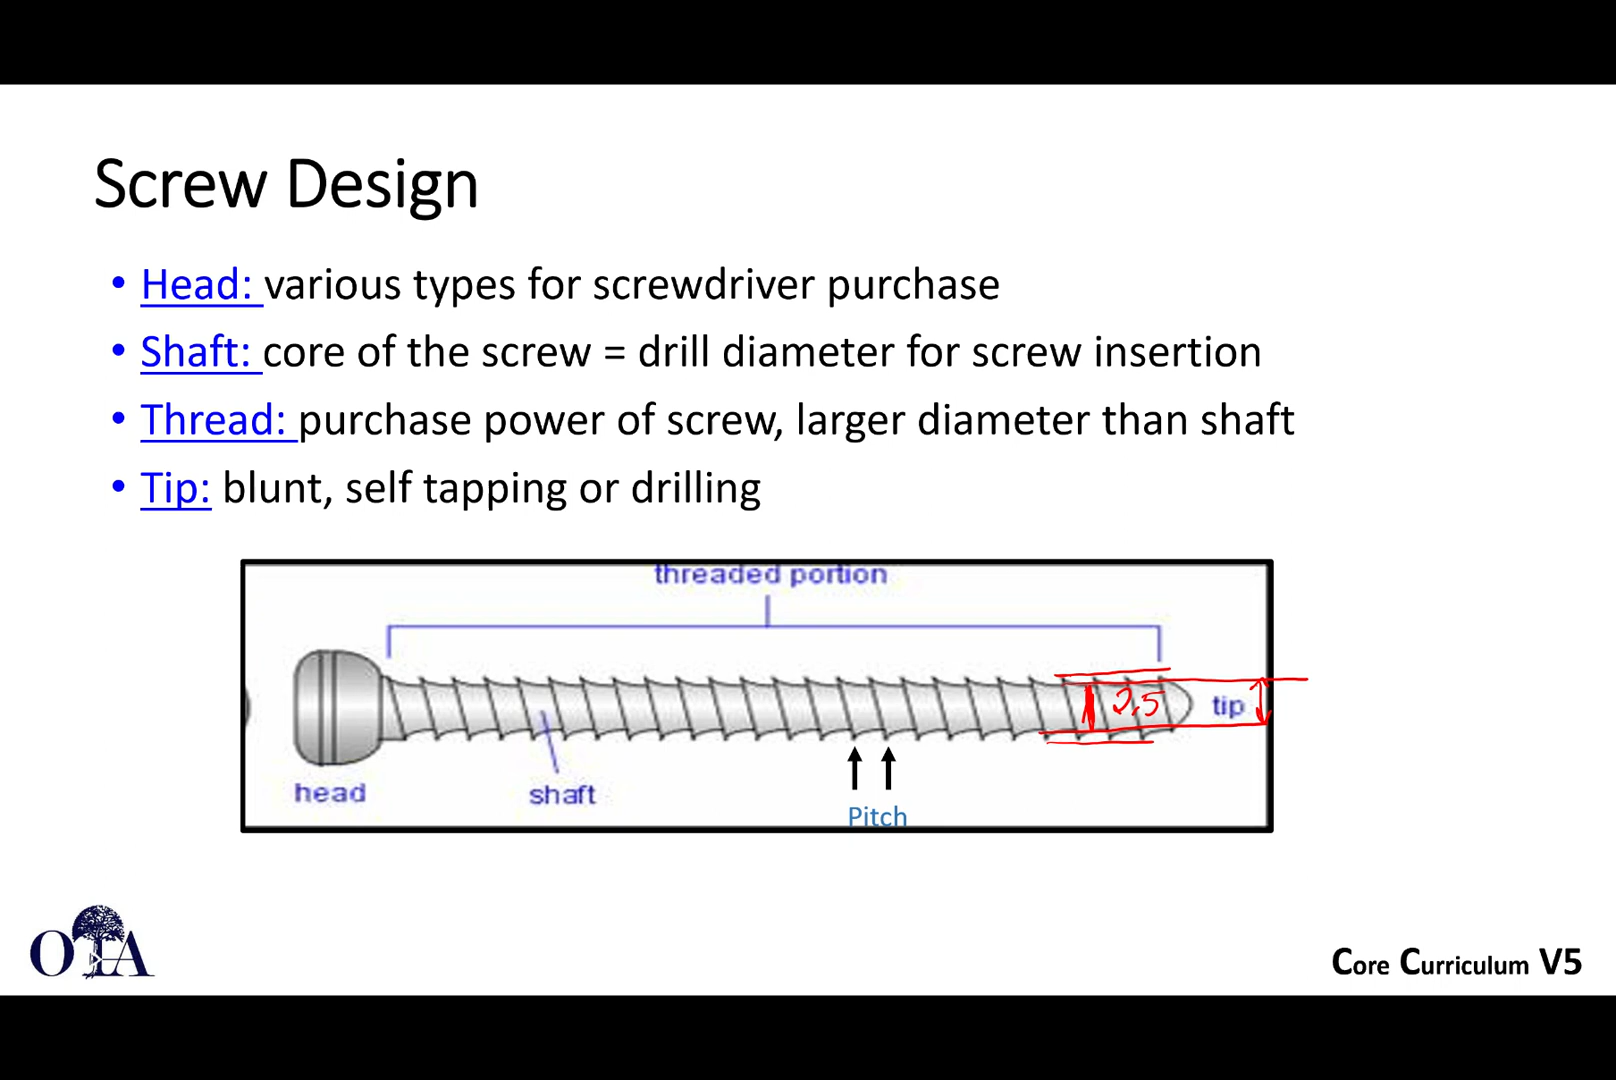 Screw Design
• Head: various types for screwdriver purchase
• Shaft: core of the screw = drill diameter for screw insertion
• Thread: purchase power of screw, larger diameter than shaft
• Tip: blunt, self tapping or drilling
threaded portion
2.5
tip
head
shaft
Pitch
OTA
Core Curriculum V5